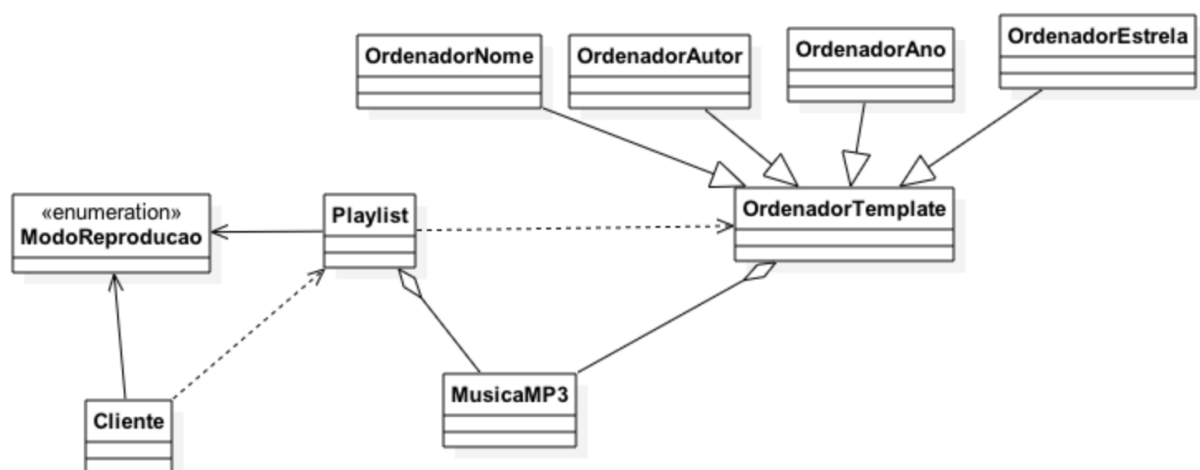 OrdenadorNome
OrdenadorAutor
OrdenadorAno
OrdenadorEstrela
«enumeration»
ModoReproducao
Playlist
OrdenadorTemplate
MusicaMP3
Cliente